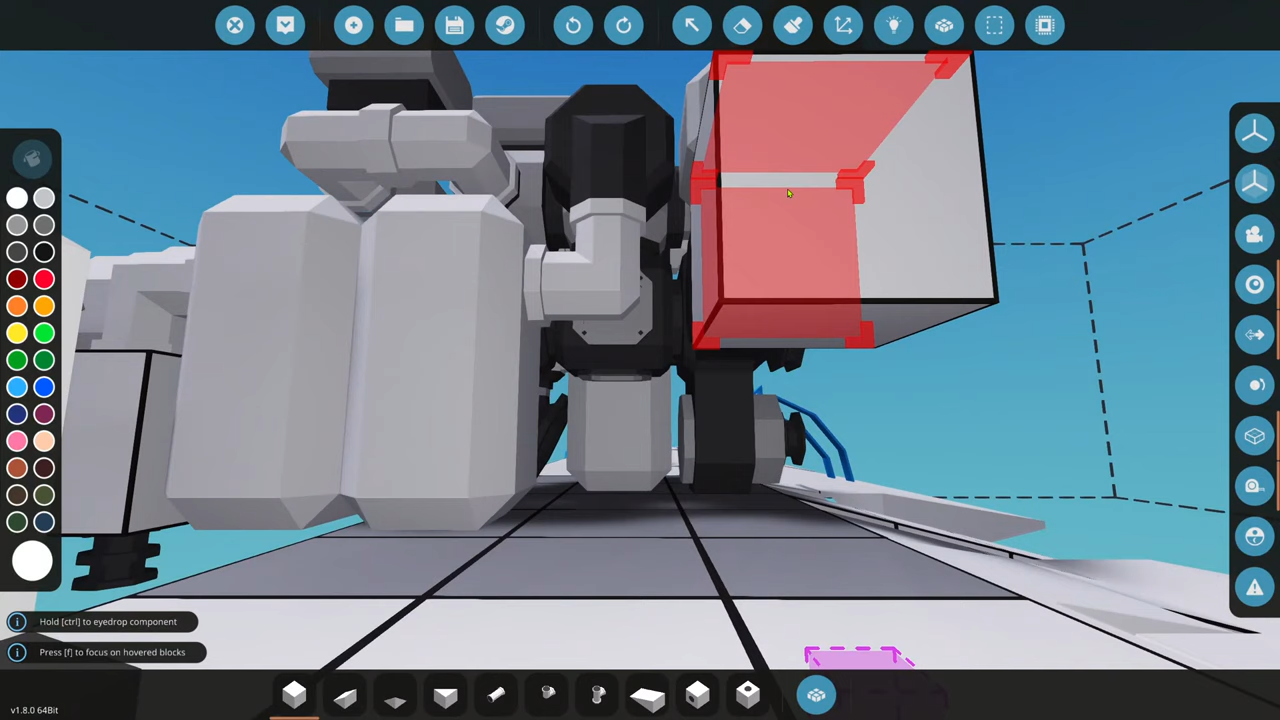 Hold [ctrl] to eyedrop component
Press [f] to focus on hovered blocks
v1.8.0 64Bit